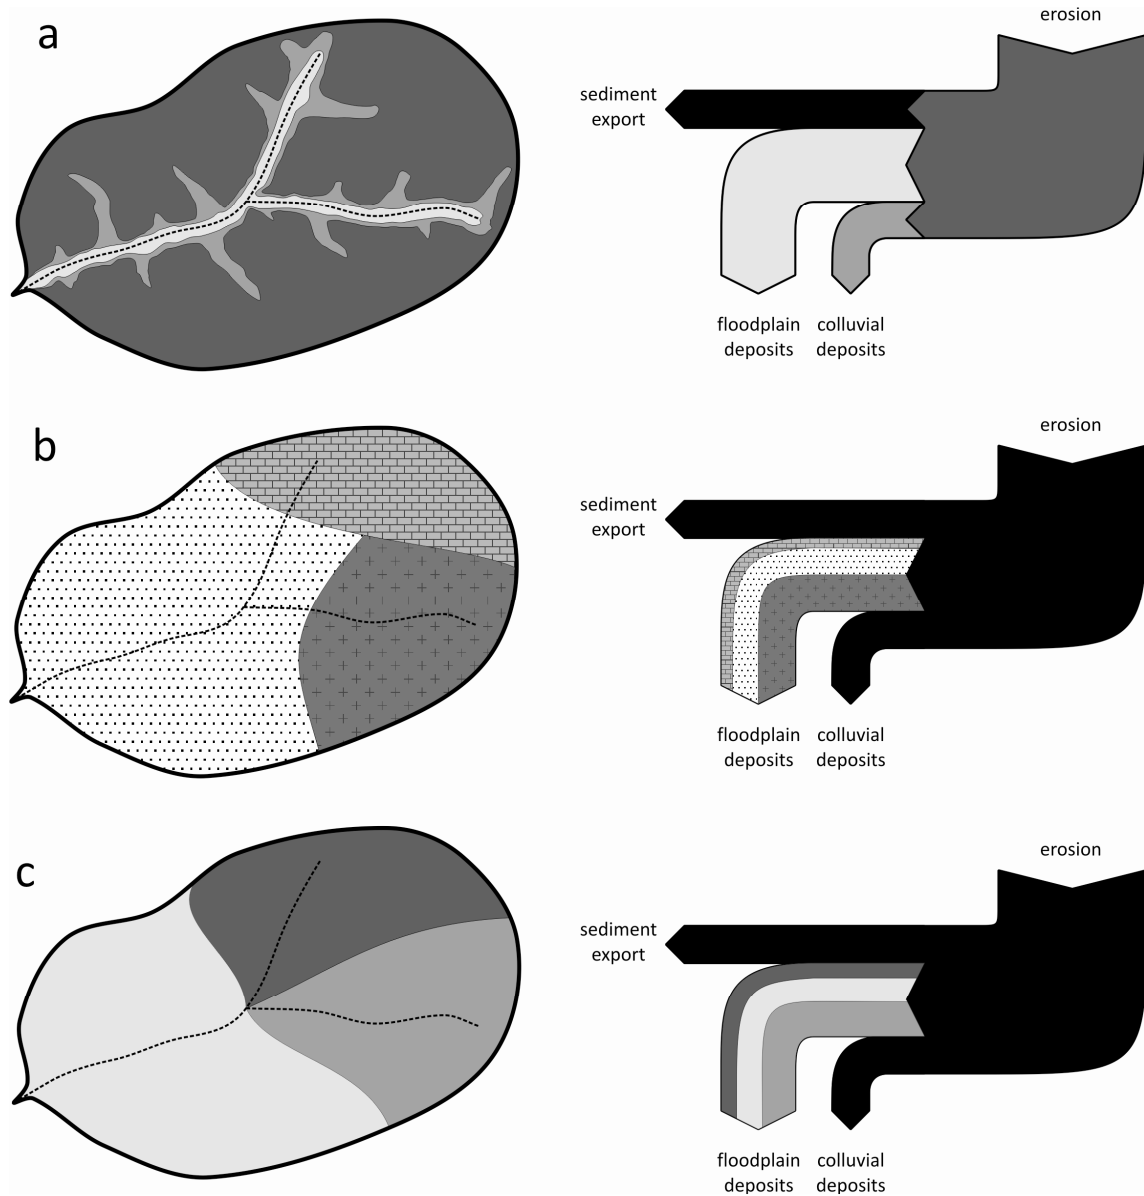 a
erosion
sediment
export
floodplain
deposits
colluvial
deposits
b
erosion
sediment
export
floodplain
deposits
colluvial
deposits
c
erosion
sediment
export
floodplain
deposits
colluvial
deposits